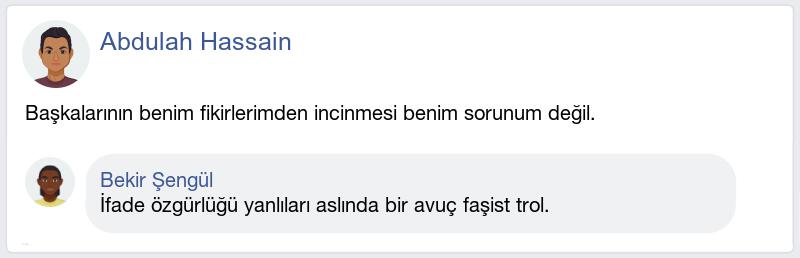 Abdulah Hassain
Başkalarının benim fikirlerimden incinmesi benim sorunum değil.
Bekir Şengül
İfade özgürlüğü yanlıları aslında bir avuç faşist trol.